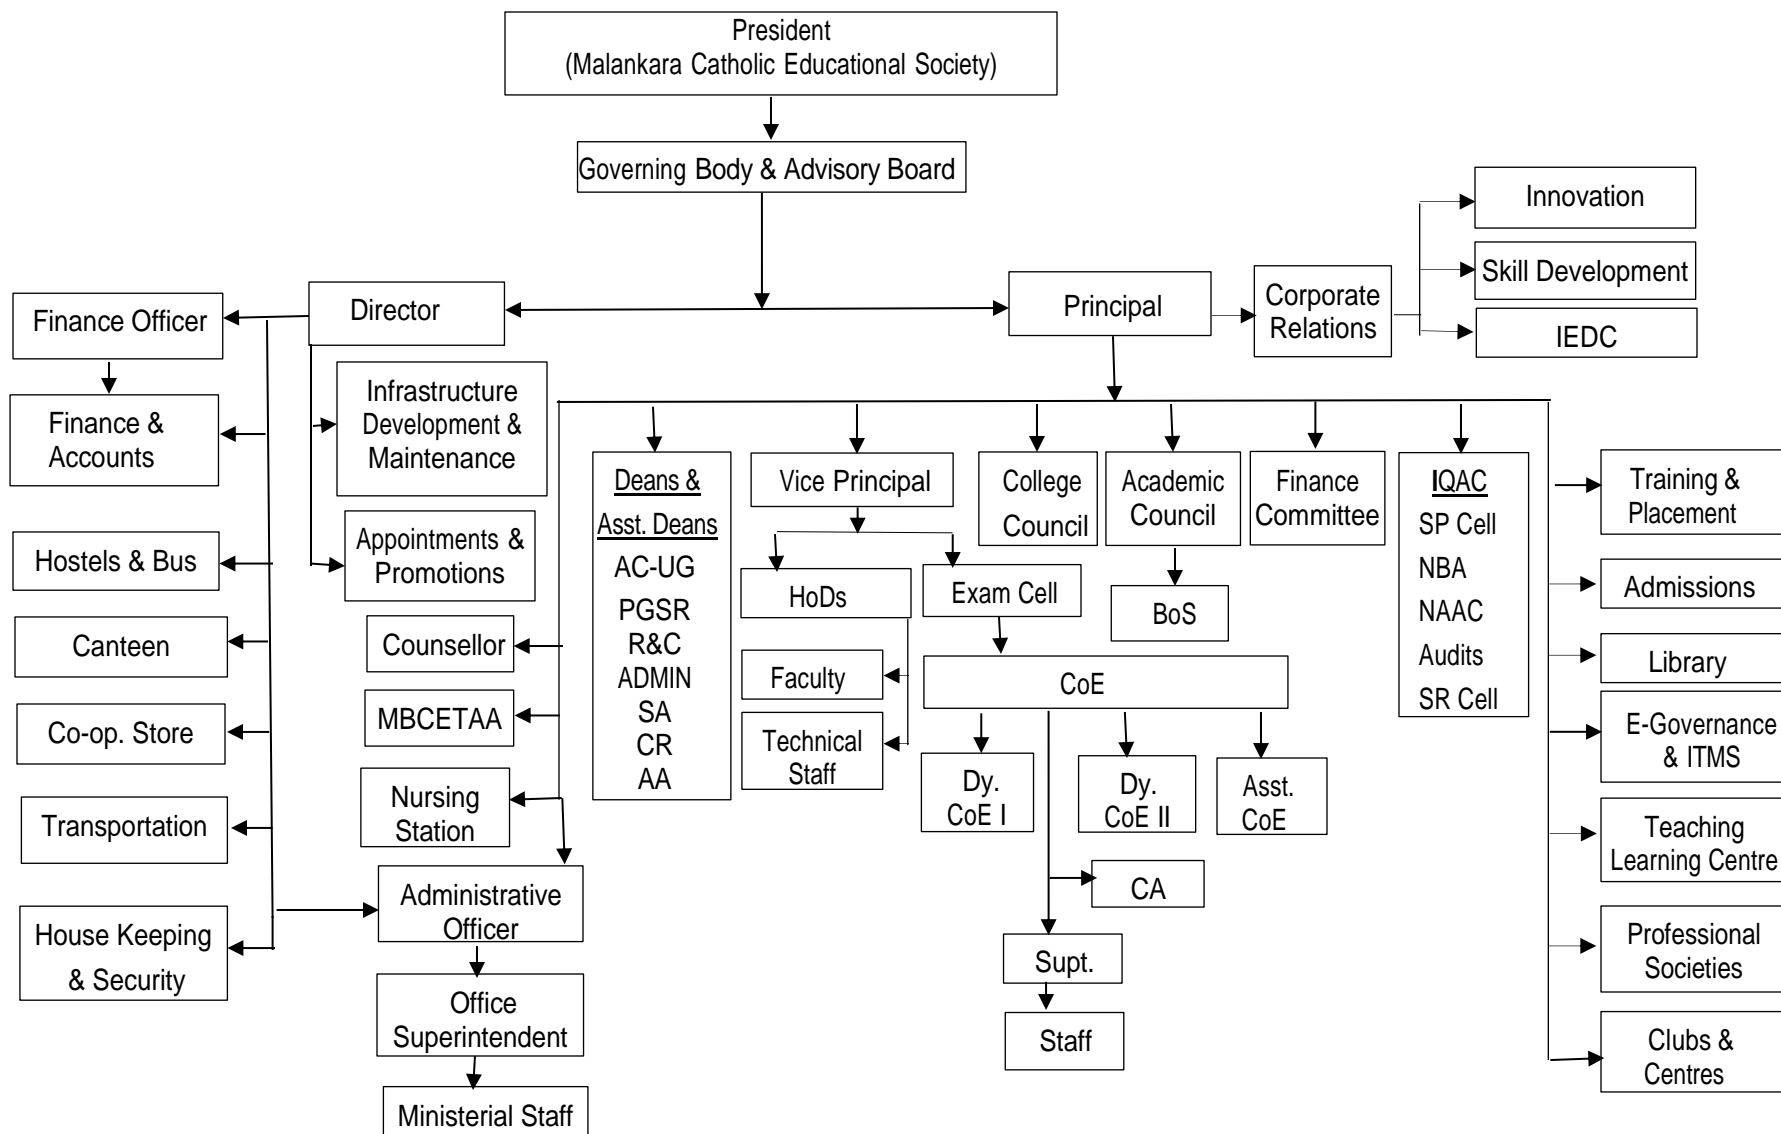 President
(Malankara Catholic Educational Society)
Governing Body & Advisory Board
Innovation
Skill Development
IEDC
Corporate
Relations
Principal
Director
Finance Officer
Finance &
Accounts
Infrastructure
Development &
Maintenance
Appointments &
Promotions
Hostels & Bus
Canteen
Co-op. Store
Transportation
House Keeping
& Security
Counsellor
MBCETAA
Nursing
Station
Administrative
Officer
Office
Superintendent
Ministerial Staff
Deans &
Asst. Deans
AC-UG
PGSR
R&C
ADMIN
SA
CR
AA
Vice Principal
HoDs
Faculty
Technical
Staff
Exam Cell
CoE
Dy.
CoE I
Dy.
CoE II
Asst.
CoE
CA
Supt.
Staff
College
Council
Academic
Council
BoS
Finance
Committee
IQAC
SP Cell
NBA
NAAC
Audits
SR Cell
Training &
Placement
Admissions
Library
E-Governance
& ITMS
Teaching
Learning Centre
Professional
Societies
Clubs &
Centres